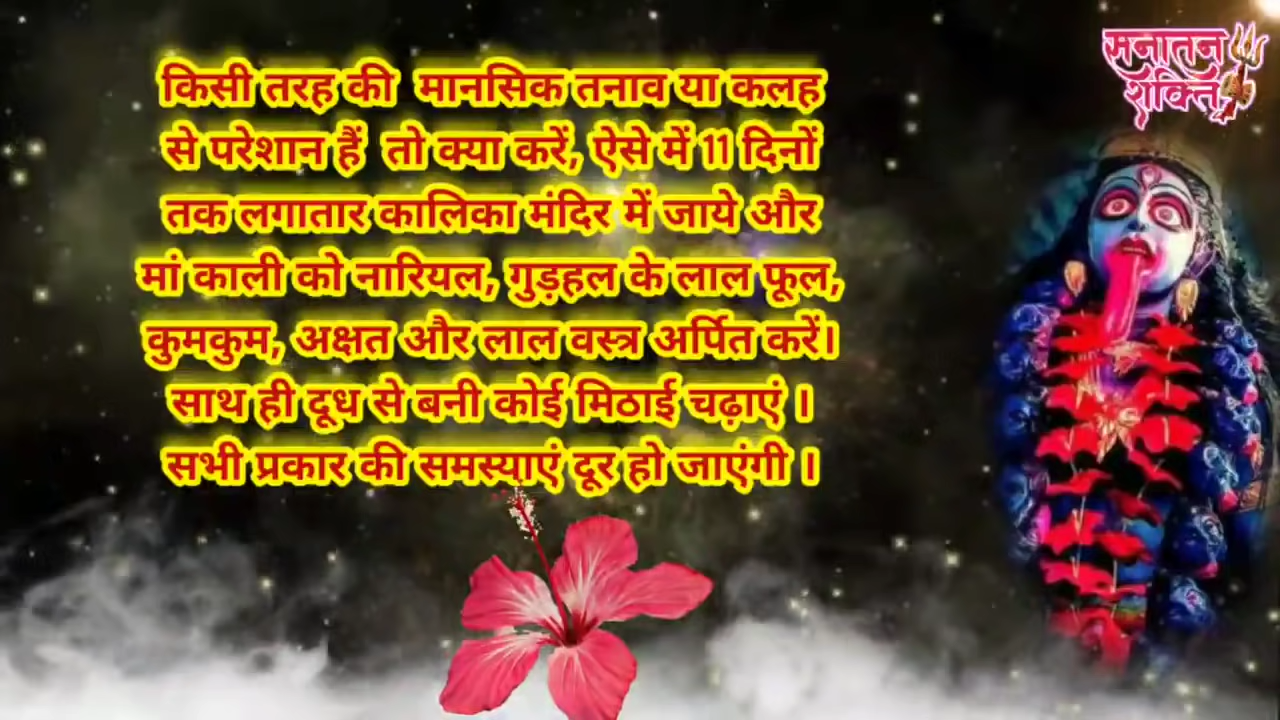 सनातन
शक्ति
किसी तरह की मानसिक तनाव या कलह
से परेशान हैं तो क्या करें, ऐसे में 11 दिनों
तक लगातार कालिका मंदिर में जाये और
मां काली को नारियल, गुड़हल के लाल फूल,
कुमकुम, अक्षत और लाल वस्त्र अर्पित करें।
साथ ही दूध से बनी कोई मिठाई चढ़ाएं ।
सभी प्रकार की समस्याएं दूर हो जाएंगी ।